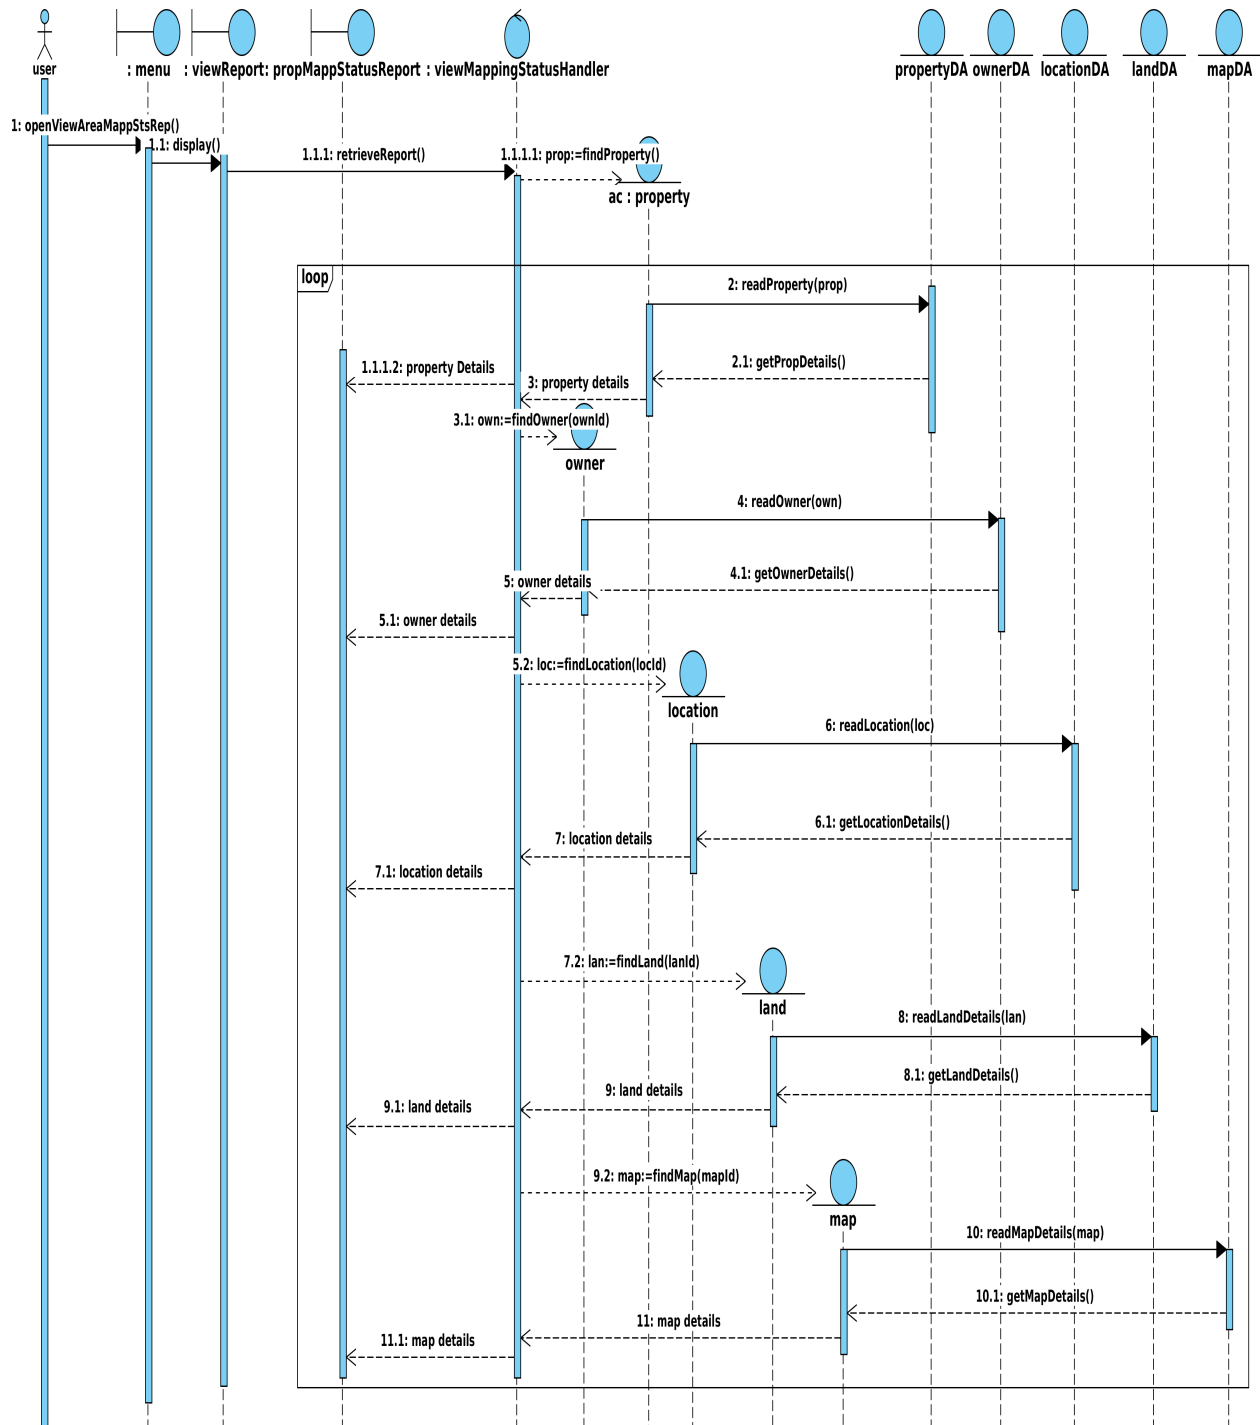 user
: menu
: viewReport
: propMappStatusReport
: viewMappingStatusHandler
propertyDA
ownerDA
locationDA
landDA
mapDA
1: openViewAreaMappStsRep()
1.1: display()
1.1.1: retrieveReport()
1.1.1.1: prop:=findProperty()
ac : property
loop
2: readProperty(prop)
2.1: getPropDetails()
1.1.1.2: property Details
3: property details
3.1: own:=findOwner(ownId)
owner
4: readOwner(own)
4.1: getOwnerDetails()
5: owner details
5.1: owner details
5.2: loc:=findLocation(locId)
location
6: readLocation(loc)
6.1: getLocationDetails()
7: location details
7.1: location details
7.2: lan:=findLand(lanId)
land
8: readLandDetails(lan)
8.1: getLandDetails()
9: land details
9.1: land details
9.2: map:=findMap(mapId)
map
10: readMapDetails(map)
10.1: getMapDetails()
11: map details
11.1: map details